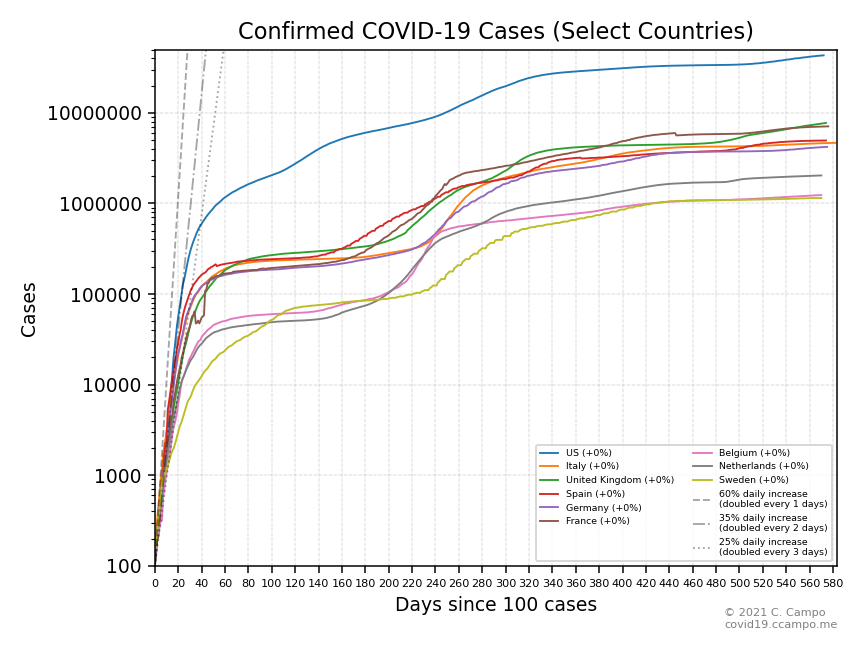 Confirmed COVID-19 Cases (Select Countries)
Cases
10000000
1000000
100000
10000
1000
100
0 20 40 60 80 100 120 140 160 180 200 220 240 260 280 300 320 340 360 380 400 420 440 460 480 500 520 540 560 580
Days since 100 cases
US (+0%)
Italy (+0%)
United Kingdom (+0%)
Spain (+0%)
Germany (+0%)
France (+0%)
Belgium (+0%)
Netherlands (+0%)
Sweden (+0%)
60% daily increase
(doubled every 1 days)
35% daily increase
(doubled every 2 days)
25% daily increase
(doubled every 3 days)
© 2021 C. Campo
covid19.ccampo.me